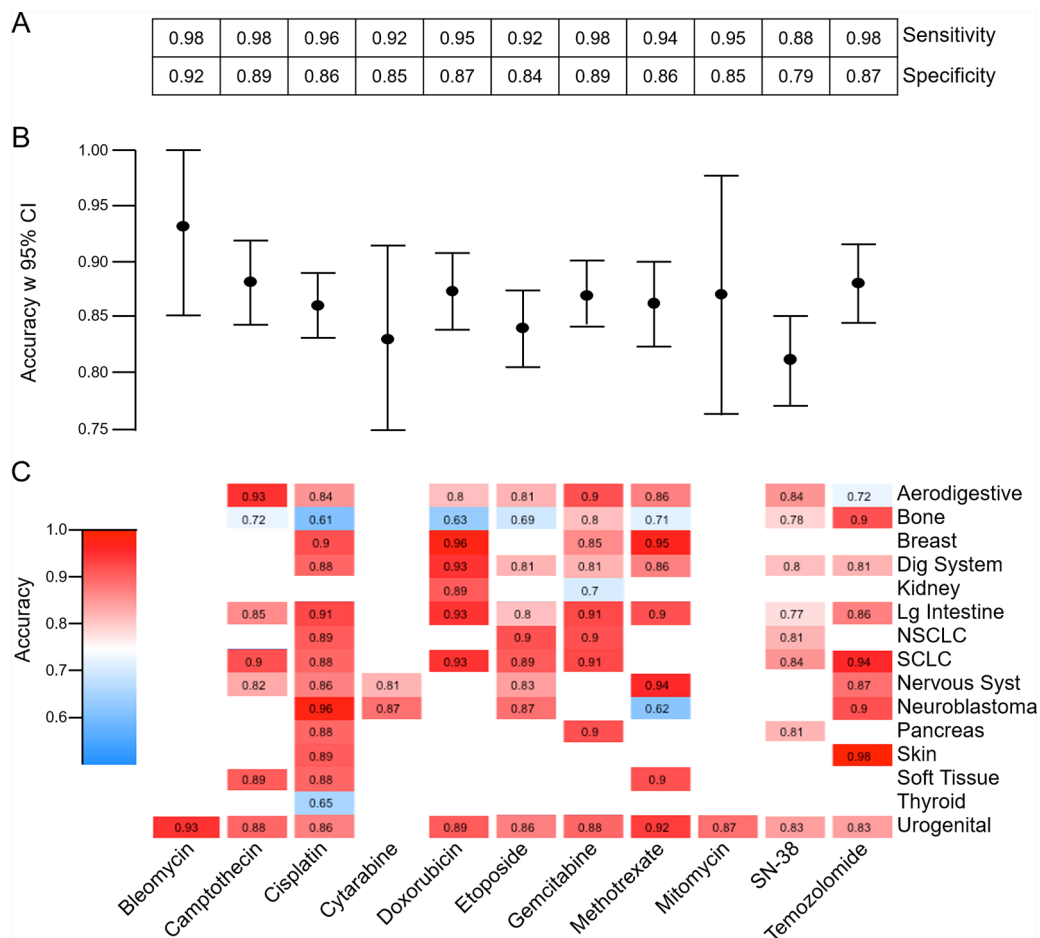 A
0.98 0.98 0.96 0.92 0.95 0.92 0.98 0.94 0.95 0.88 0.98 Sensitivity
0.92 0.89 0.86 0.85 0.87 0.84 0.89 0.86 0.85 0.79 0.87 Specificity
B
Accuracy w 95% CI
1.00
0.95
0.90
0.85
0.80
0.75
C
Accuracy
1.0
0.9
0.8
0.7
0.6
0.93 0.84 0.8 0.81 0.9 0.86 0.84 0.72 Aerodigestive
0.72 0.61 0.63 0.69 0.8 0.71 0.78 0.9 Bone
0.9 0.96 0.85 0.95 Breast
0.88 0.93 0.81 0.81 0.86 0.8 0.81 Dig System
0.89 0.7 Kidney
0.85 0.91 0.93 0.8 0.91 0.9 0.77 0.86 Lg Intestine
0.89 0.9 0.9 0.81 NSCLC
0.9 0.88 0.93 0.89 0.91 0.84 0.94 SCLC
0.82 0.86 0.81 0.83 0.94 0.87 Nervous Syst
0.96 0.87 0.87 0.62 0.9 Neuroblastoma
0.88 0.9 0.81 Pancreas
0.89 0.98 Skin
0.89 0.88 0.9 Soft Tissue
0.65 Thyroid
0.93 0.88 0.86 0.89 0.86 0.88 0.92 0.87 0.83 0.83 Urogenital
Bleomycin
Camptothecin
Cisplatin
Cytarabine
Doxorubicin
Etoposide
Gemcitabine
Methotrexate
Mitomycin
SN-38
Temozolomide